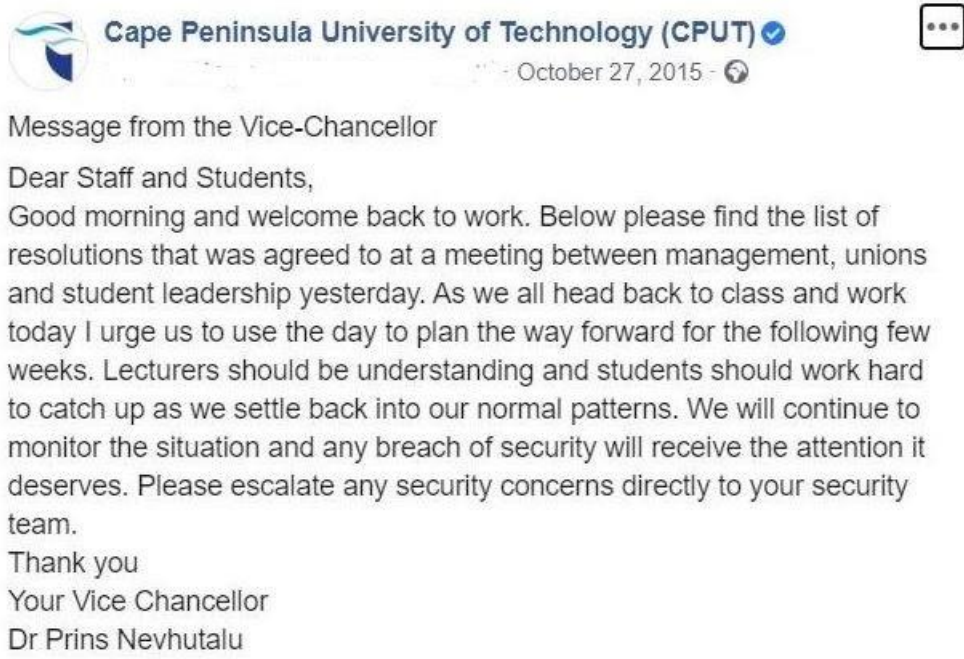 Cape Peninsula University of Technology (CPUT)
· October 27, 2015 ·
Message from the Vice-Chancellor
Dear Staff and Students,
Good morning and welcome back to work. Below please find the list of
resolutions that was agreed to at a meeting between management, unions
and student leadership yesterday. As we all head back to class and work
today I urge us to use the day to plan the way forward for the following few
weeks. Lecturers should be understanding and students should work hard
to catch up as we settle back into our normal patterns. We will continue to
monitor the situation and any breach of security will receive the attention it
deserves. Please escalate any security concerns directly to your security
team.
Thank you
Your Vice Chancellor
Dr Prins Nevhutalu